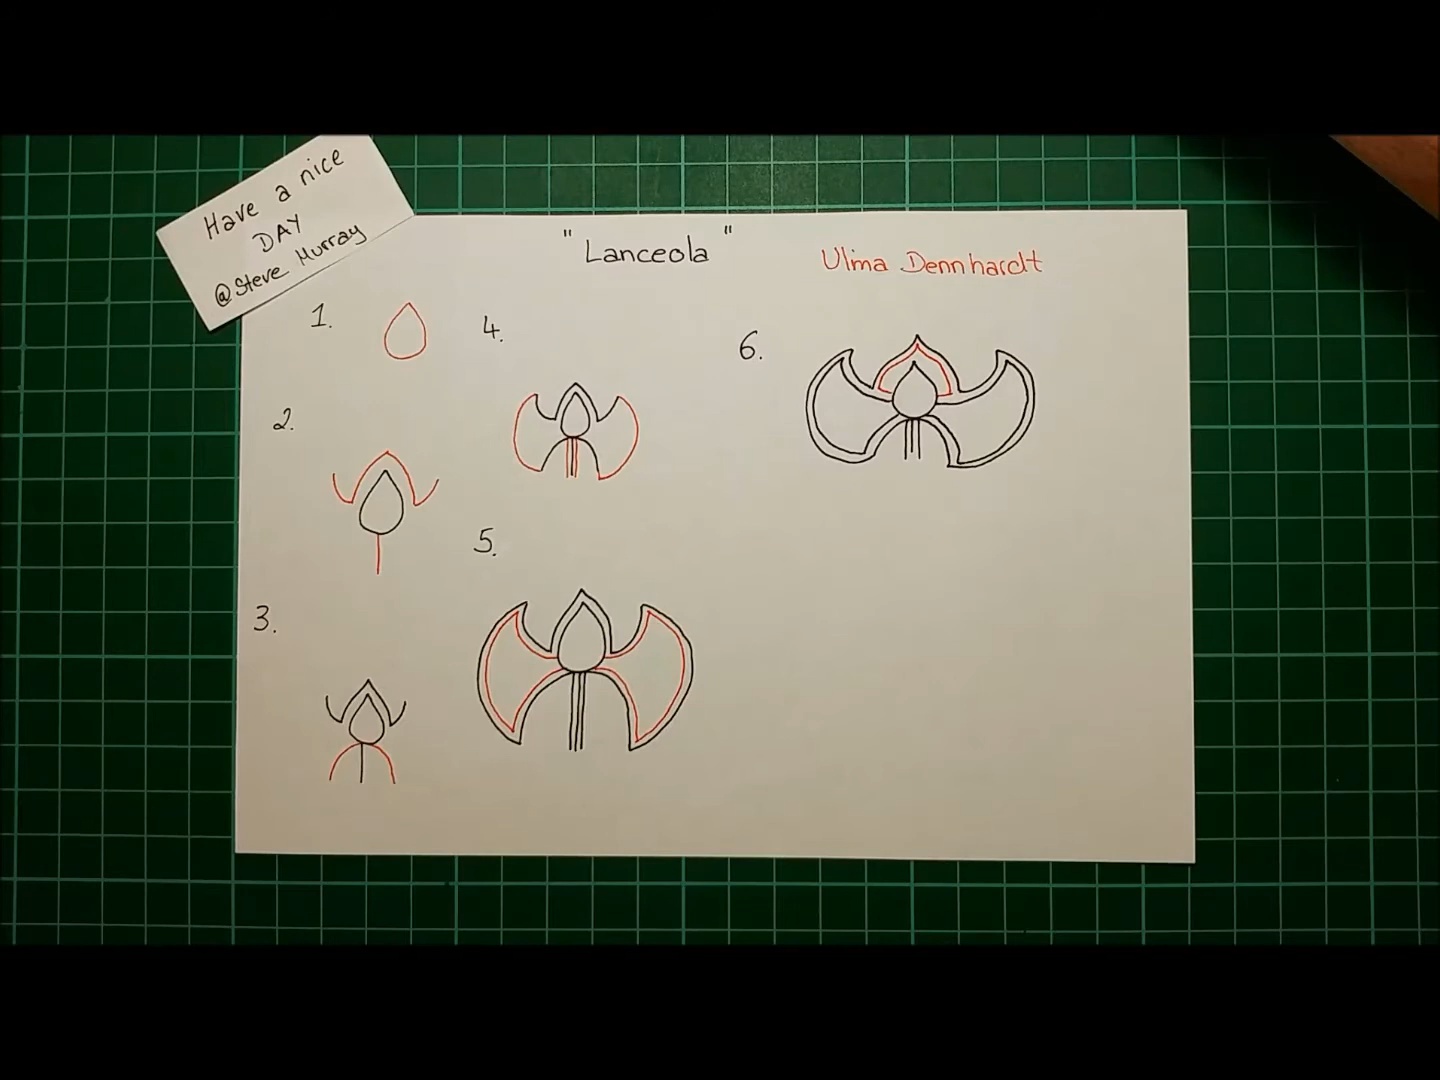 Have a nice
DAY
@Steve Murray
"Lanceola"
Ulma Dennhardt
1.
2.
3.
4.
5.
6.